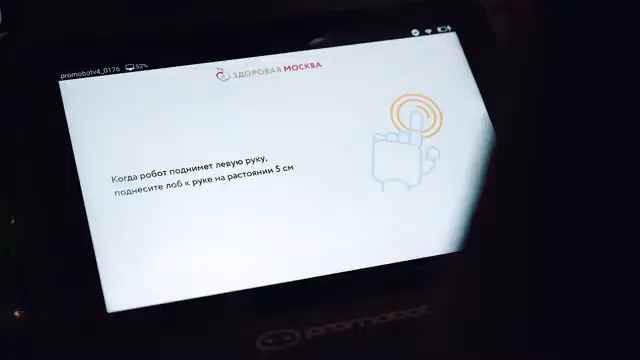 promobotv4_0176 52%
ЗДОРОВАЯ МОСКВА
Когда робот поднимет левую руку,
поднесите лоб к руке на растоянии 5 см
promobot